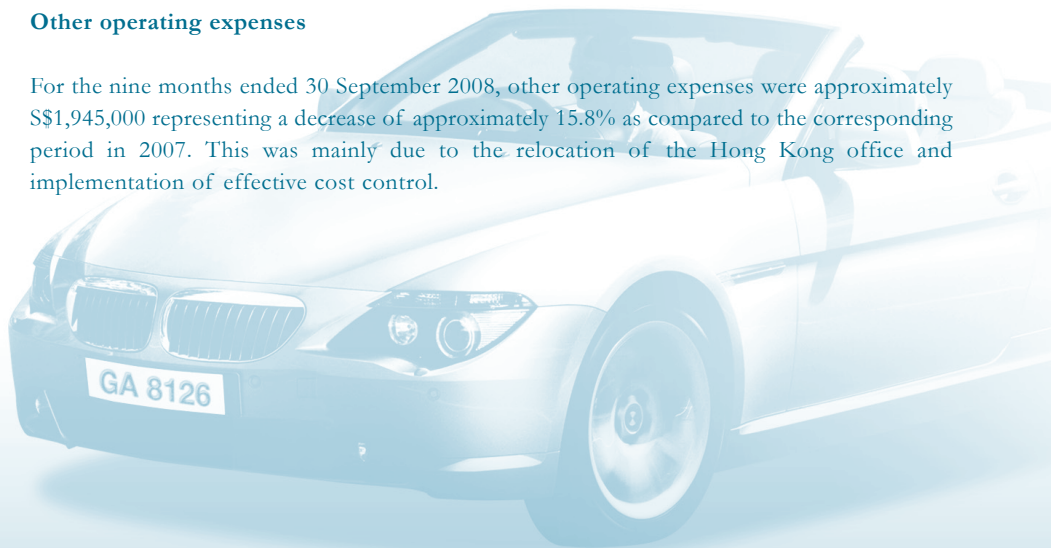 Other operating expenses
For the nine months ended 30 September 2008, other operating expenses were approximately
S$1,945,000 representing a decrease of approximately 15.8% as compared to the corresponding
period in 2007. This was mainly due to the relocation of the Hong Kong office and
implementation of effective cost control.
GA 8126